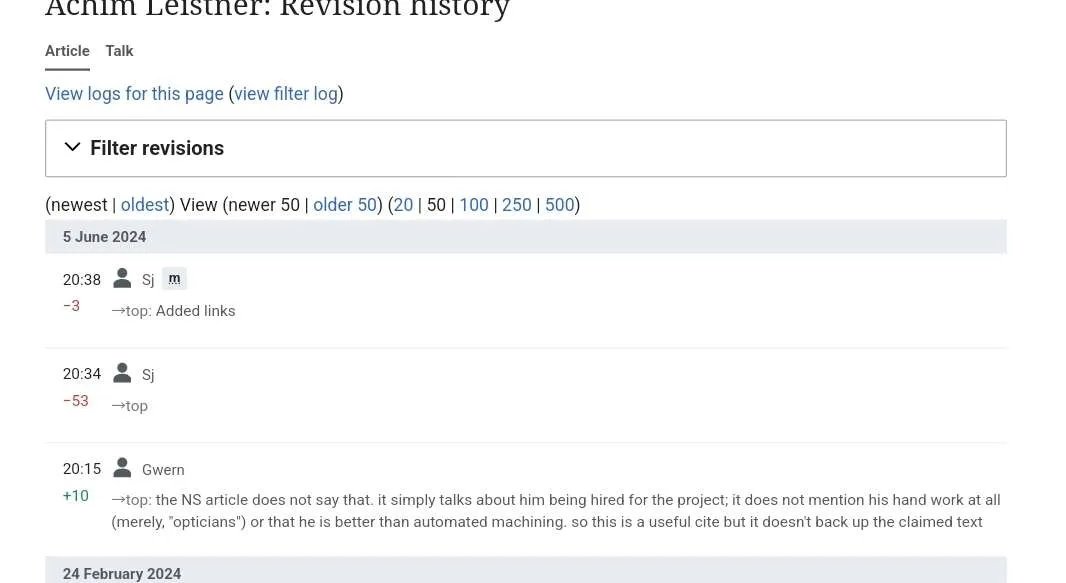 Achim Leistner: Revision history
Article Talk
View logs for this page (view filter log)
Filter revisions
(newest | oldest) View (newer 50 | older 50) (20 | 50 | 100 | 250 | 500)
5 June 2024
20:38 Sj m
−3 →top: Added links
20:34 Sj
−53 →top
20:15 Gwern
+10 →top: the NS article does not say that. it simply talks about him being hired for the project; it does not mention his hand work at all
(merely, "opticians") or that he is better than automated machining. so this is a useful cite but it doesn't back up the claimed text
24 February 2024